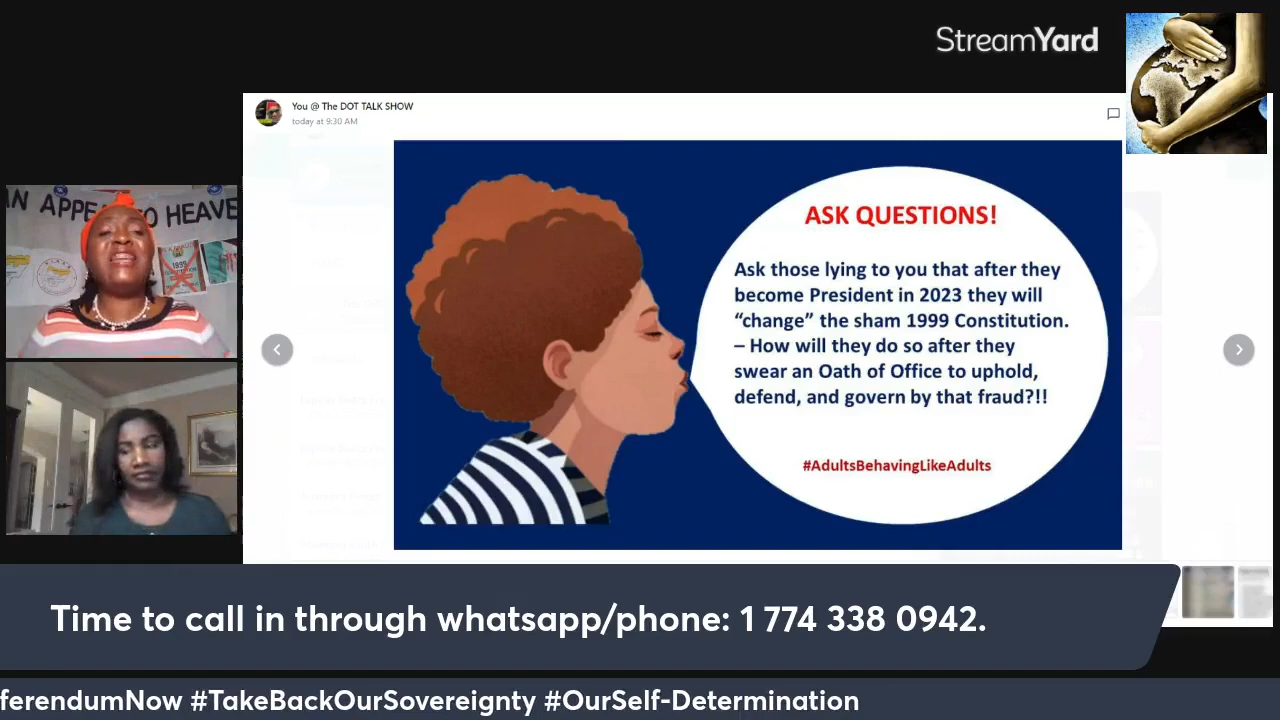 StreamYard
You @ The DOT TALK SHOW
today at 9:30 AM
AN APPEAL TO HEAVE
1999
ASK QUESTIONS!
Ask those lying to you that after they
become President in 2023 they will
“change” the sham 1999 Constitution.
– How will they do so after they
swear an Oath of Office to uphold,
defend, and govern by that fraud?!!
#AdultsBehavingLikeAdults
Time to call in through whatsapp/phone: 1 774 338 0942.
ferendumNow #TakeBackOurSovereignty #OurSelf-Determination